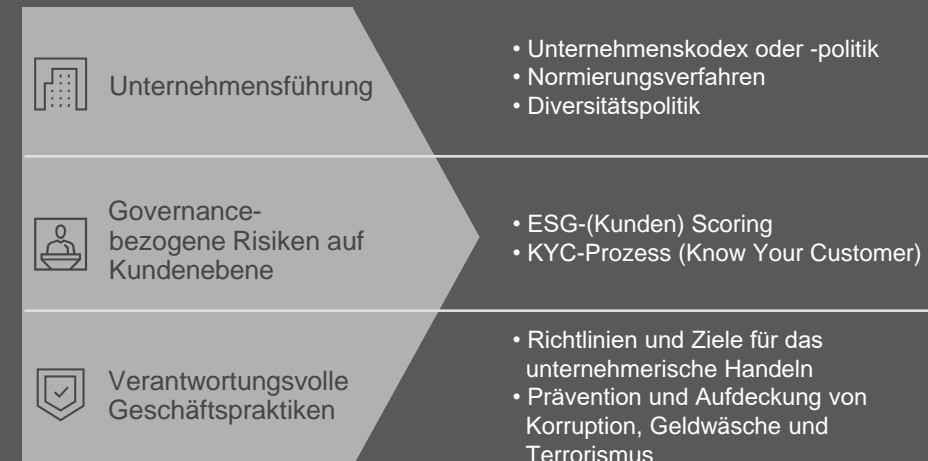 Unternehmensführung
• Unternehmenskodex oder -politik
• Normierungsverfahren
• Diversitätspolitik
Governance-
bezogene Risiken auf
Kundenebene
• ESG-(Kunden) Scoring
• KYC-Prozess (Know Your Customer)
Verantwortungsvolle
Geschäftspraktiken
• Richtlinien und Ziele für das
unternehmerische Handeln
• Prävention und Aufdeckung von
Korruption, Geldwäsche und
Terrorismus